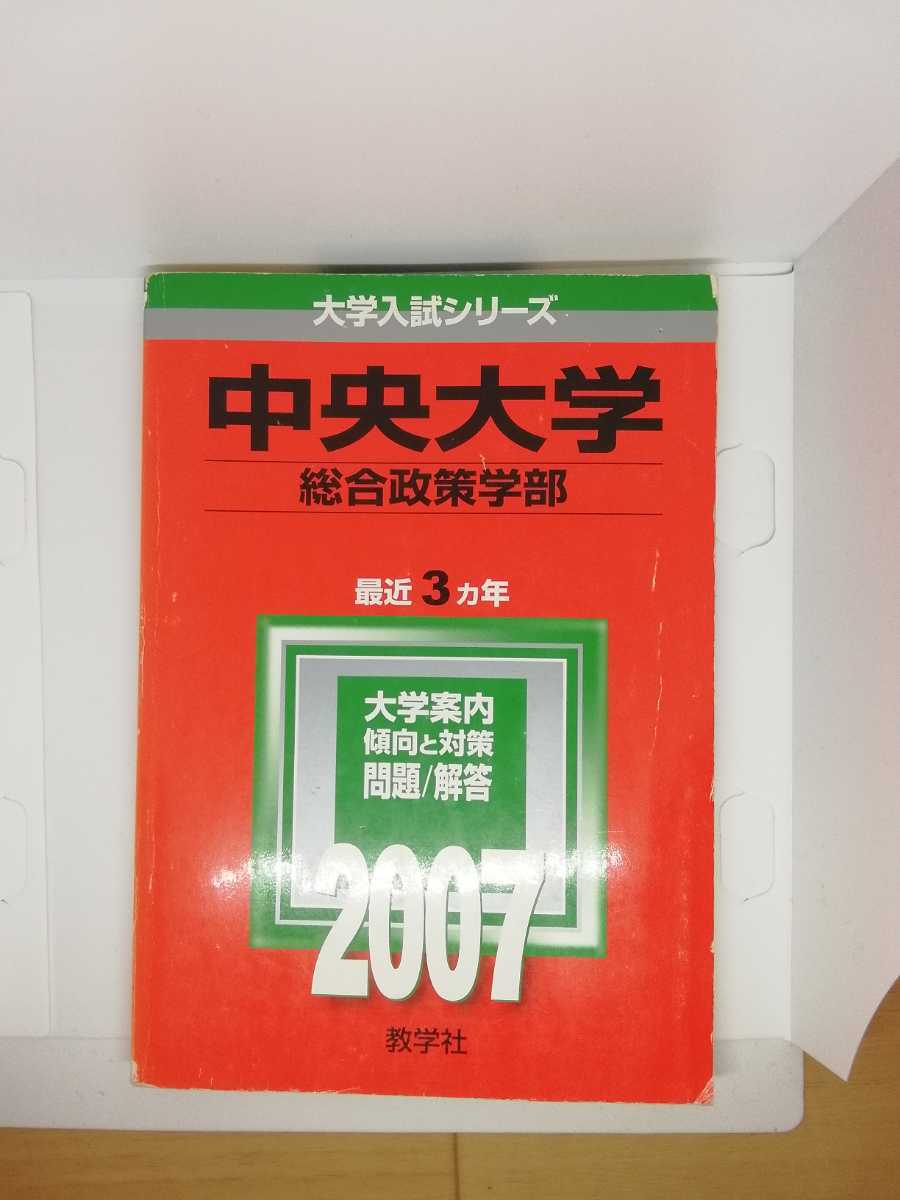 大学入試シリーズ
中央大学
総合政策学部
最近3カ年
大学案内
傾向と対策
問題/解答
2007
教学社